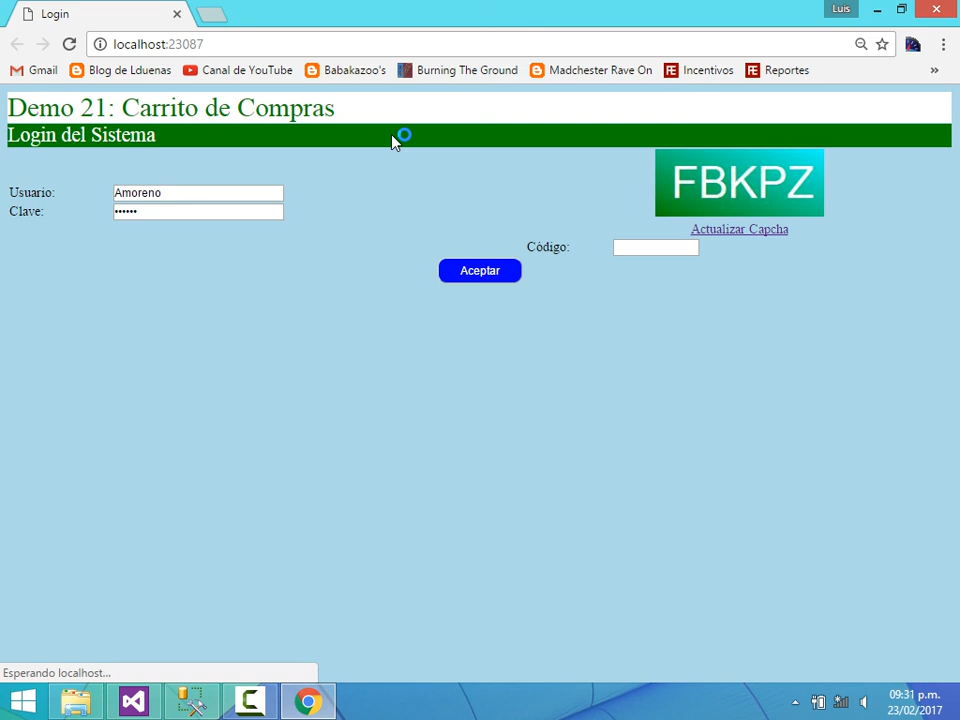 Login
Luis
localhost:23087
Gmail
Blog de Lduenas
Canal de YouTube
Babakazoo's
Burning The Ground
Madchester Rave On
FE Incentivos
FE Reportes
»
Demo 21: Carrito de Compras
Login del Sistema
FBKPZ
Usuario: Amoreno
Clave: ••••••
Actualizar Capcha
Código:
Aceptar
Esperando localhost...
09:31 p.m.
23/02/2017